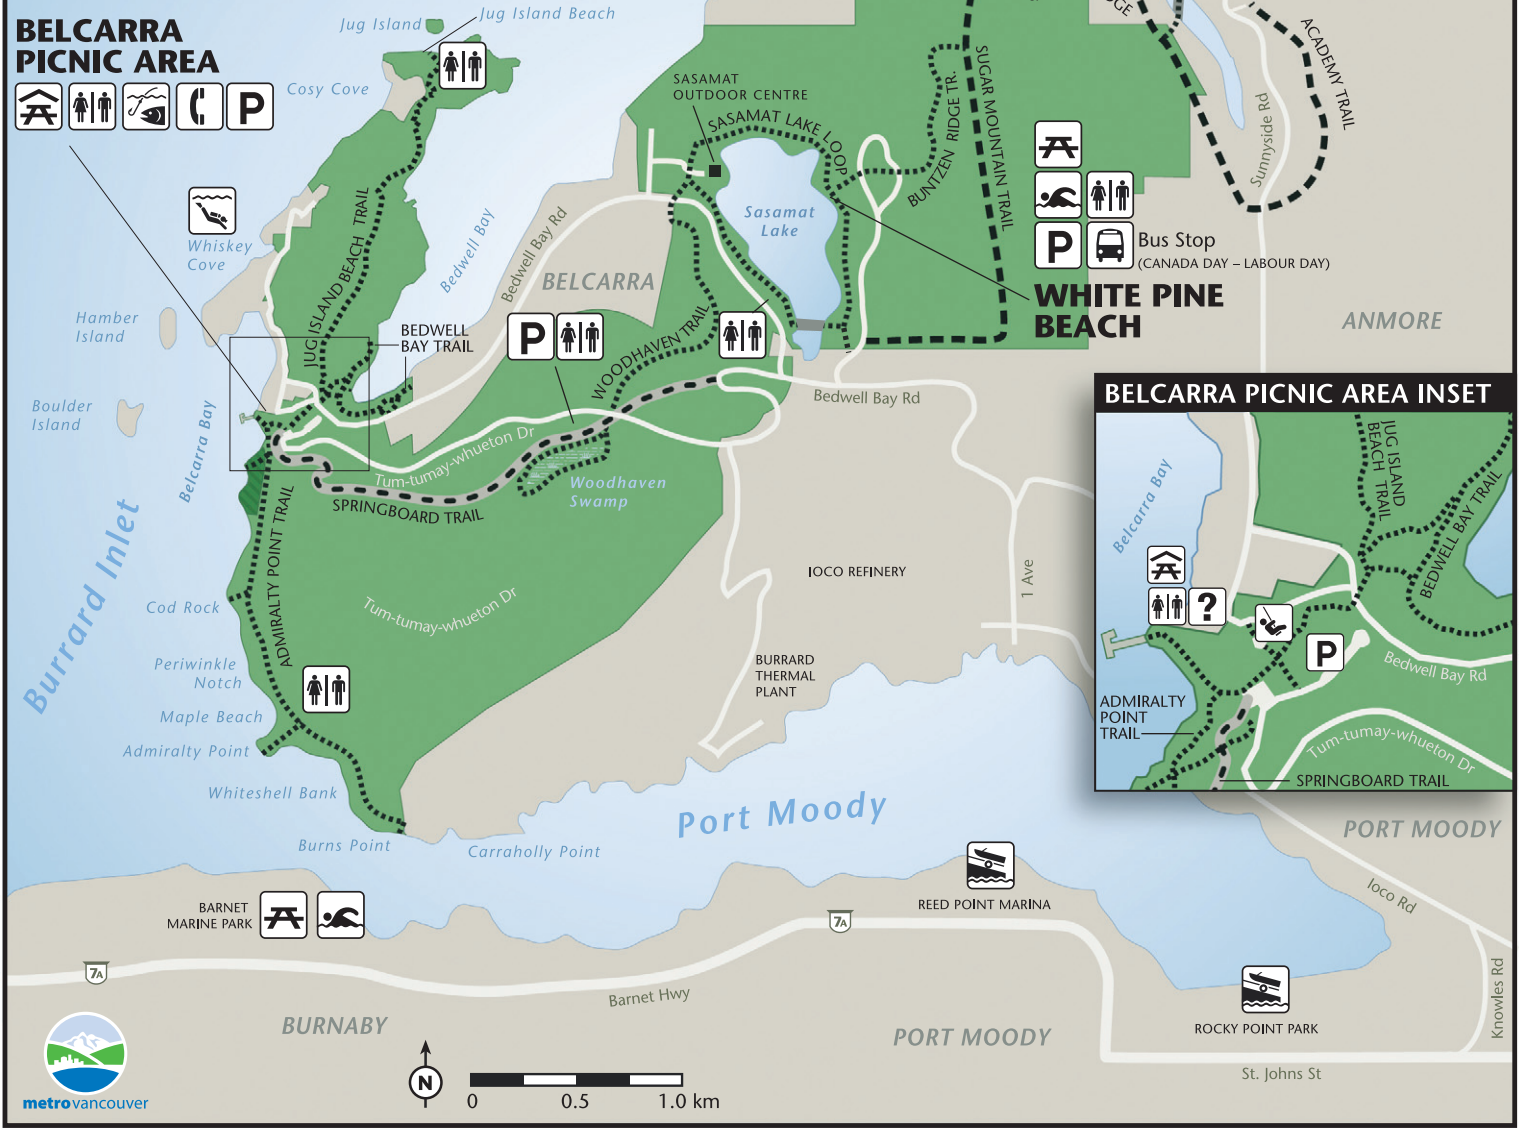 BELCARRA
PICNIC AREA
P
Jug Island
Jug Island Beach
Cosy Cove
Whiskey
Cove
Hamber
Island
Boulder
Island
Belcarra Bay
Burrard Inlet
JUG ISLAND BEACH TRAIL
Bedwell Bay
Bedwell Bay Rd
BELCARRA
BEDWELL
BAY TRAIL
SASAMAT
OUTDOOR CENTRE
SASAMAT LAKE LOOP
Sasamat
Lake
BUNTZEN RIDGE TR.
SUGAR MOUNTAIN TRAIL
ACADEMY TRAIL
Sunnyside Rd
P
Bus Stop
(CANADA DAY – LABOUR DAY)
WHITE PINE
BEACH
ANMORE
P
WOODHAVEN TRAIL
Bedwell Bay Rd
Tum-tumay-whueton Dr
Woodhaven
Swamp
SPRINGBOARD TRAIL
ADMIRALTY POINT TRAIL
Tum-tumay-whueton Dr
Cod Rock
Periwinkle
Notch
Maple Beach
Admiralty Point
Whiteshell Bank
Burns Point
Carraholly Point
IOCO REFINERY
1 Ave
BURRARD
THERMAL
PLANT
Port Moody
BELCARRA PICNIC AREA INSET
JUG ISLAND
BEACH TRAIL
Belcarra Bay
BEDWELL BAY TRAIL
?
P
Bedwell Bay Rd
ADMIRALTY
POINT
TRAIL
Tum-tumay-whueton Dr
SPRINGBOARD TRAIL
PORT MOODY
Ioco Rd
Knowles Rd
BARNET
MARINE PARK
REED POINT MARINA
7A
7A
Barnet Hwy
ROCKY POINT PARK
BURNABY
PORT MOODY
St. Johns St
metrovancouver
N
0 0.5 1.0 km